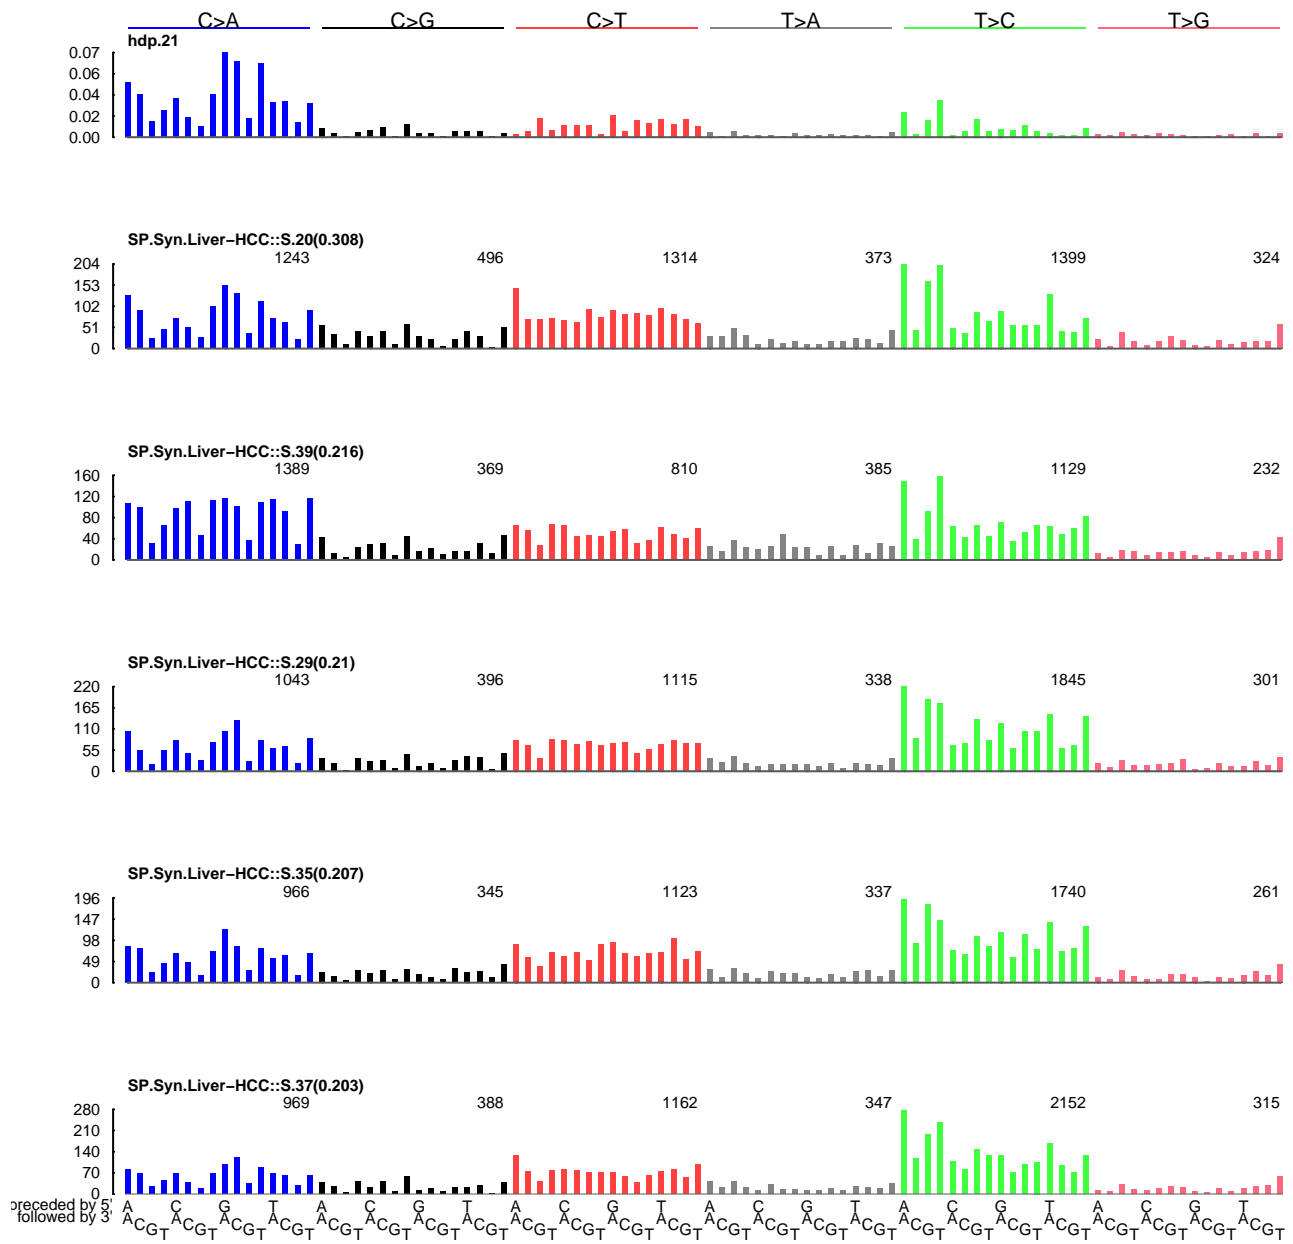 C>A C>G C>T T>A T>C T>G
hdp.21
0.07
0.06
0.04
0.02
0.00
SP.Syn.Liver−HCC::S.20(0.308)
1243 496 1314 373 1399 324
204
153
102
51
0
SP.Syn.Liver−HCC::S.39(0.216)
1389 369 810 385 1129 232
160
120
80
40
0
SP.Syn.Liver−HCC::S.29(0.21)
1043 396 1115 338 1845 301
220
165
110
55
0
SP.Syn.Liver−HCC::S.35(0.207)
966 345 1123 337 1740 261
196
147
98
49
0
SP.Syn.Liver−HCC::S.37(0.203)
969 388 1162 347 2152 315
280
210
140
70
0
preceded by 5' A C G T A C G T A C G T A C G T A C G T A C G T
followed by 3' A C G T A C G T A C G T A C G T A C G T A C G T A C G T A C G T A C G T A C G T A C G T A C G T A C G T A C G T A C G T A C G T A C G T A C G T A C G T A C G T A C G T A C G T A C G T A C G T